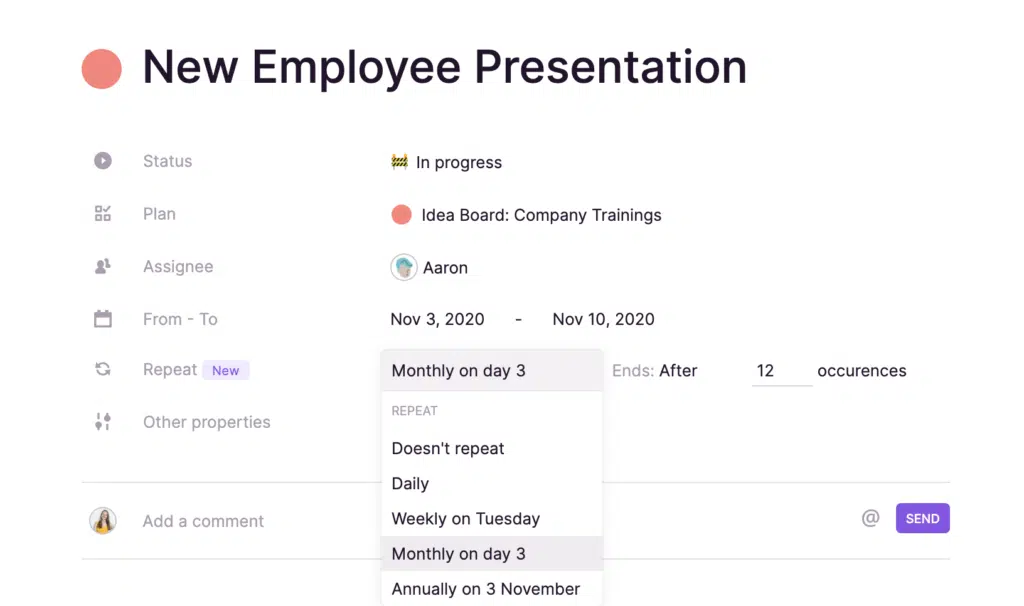 New Employee Presentation
Status 🚧 In progress
Plan Idea Board: Company Trainings
Assignee Aaron
From - To Nov 3, 2020 - Nov 10, 2020
Repeat New Monthly on day 3 Ends: After 12 occurences
REPEAT
Other properties
Doesn't repeat
Daily
Weekly on Tuesday
Add a comment @ SEND
Monthly on day 3
Annually on 3 November